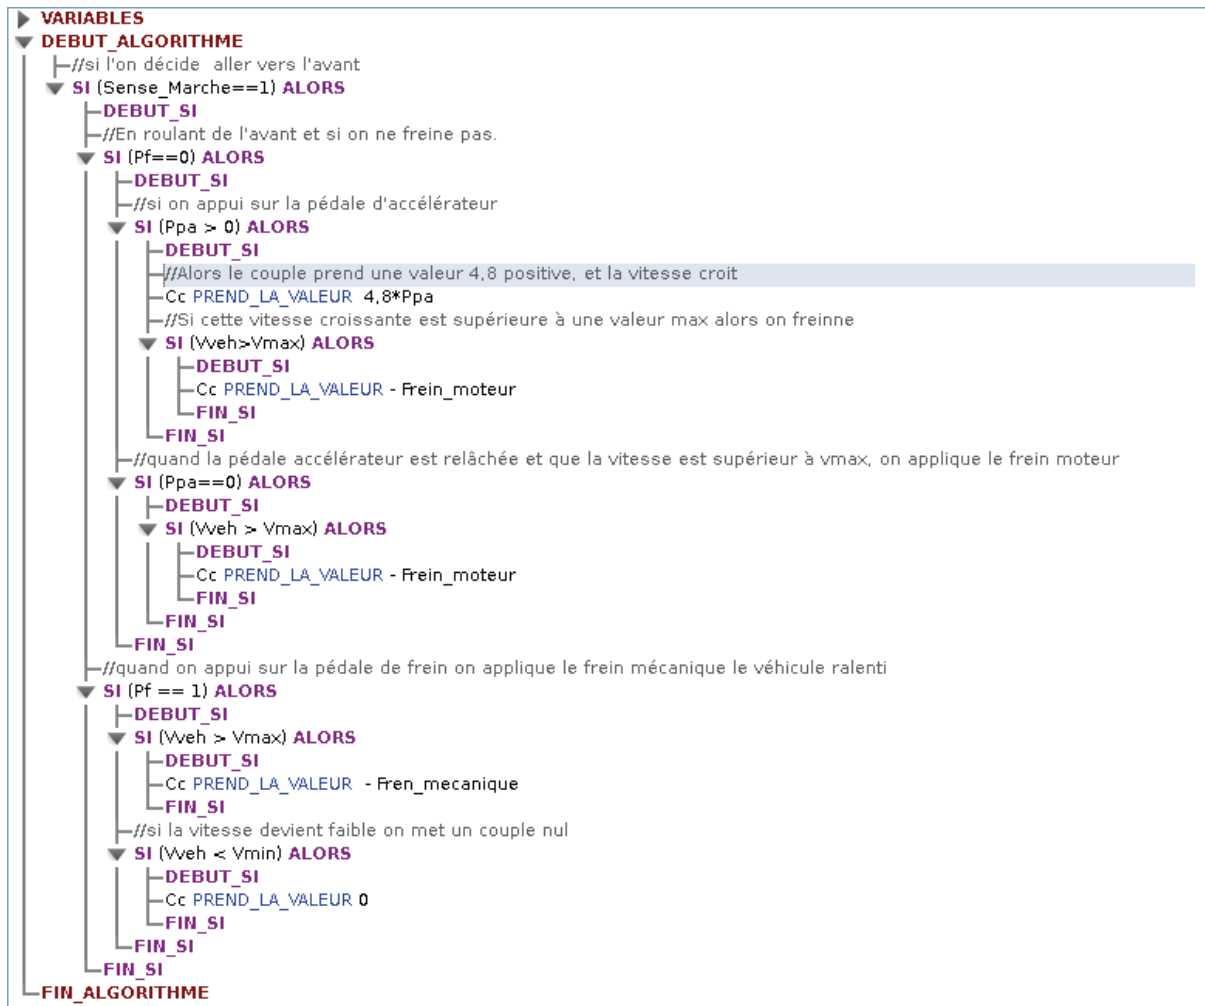 VARIABLES
DEBUT_ALGORITHME
//si l'on décide  aller vers l'avant
SI (Sense_Marche==1) ALORS
DEBUT_SI
//En roulant de l'avant et si on ne freine pas.
SI (Pf==0) ALORS
DEBUT_SI
//si on appui sur la pédale d'accélérateur
SI (Ppa > 0) ALORS
DEBUT_SI
//Alors le couple prend une valeur 4,8 positive, et la vitesse croit
Cc PREND_LA_VALEUR  4,8*Ppa
//Si cette vitesse croissante est supérieure à une valeur max alors on freinne
SI (Vveh>Vmax) ALORS
DEBUT_SI
Cc PREND_LA_VALEUR - Frein_moteur
FIN_SI
FIN_SI
//quand la pédale accélérateur est relâchée et que la vitesse est supérieur à vmax, on applique le frein moteur
SI (Ppa==0) ALORS
DEBUT_SI
SI (Vveh > Vmax) ALORS
DEBUT_SI
Cc PREND_LA_VALEUR - Frein_moteur
FIN_SI
FIN_SI
FIN_SI
//quand on appui sur la pédale de frein on applique le frein mécanique le véhicule ralenti
SI (Pf == 1) ALORS
DEBUT_SI
SI (Vveh > Vmax) ALORS
DEBUT_SI
Cc PREND_LA_VALEUR  - Fren_mecanique
FIN_SI
//si la vitesse devient faible on met un couple nul
SI (Vveh < Vmin) ALORS
DEBUT_SI
Cc PREND_LA_VALEUR 0
FIN_SI
FIN_SI
FIN_SI
FIN_ALGORITHME